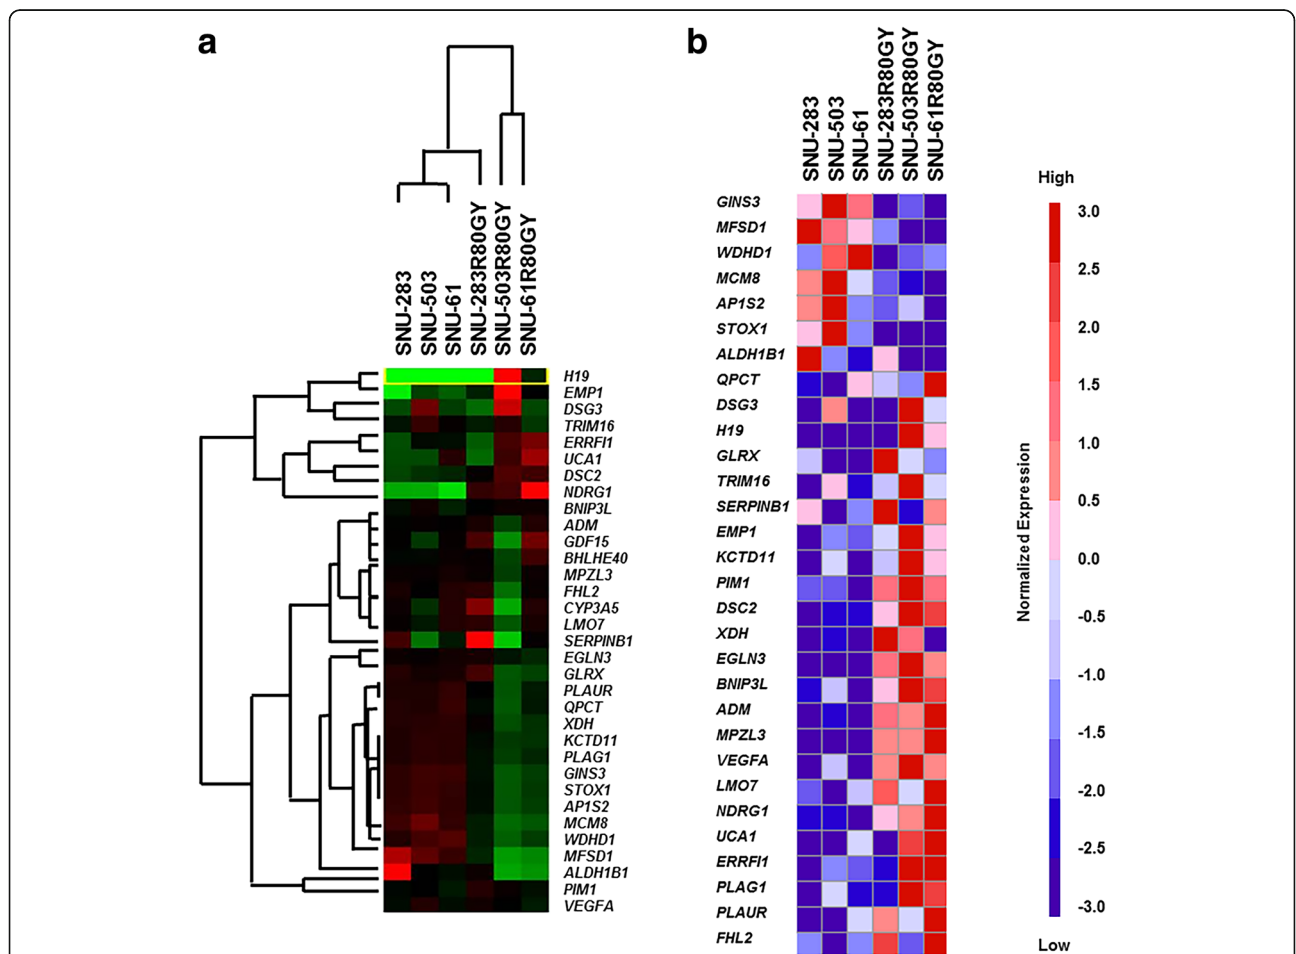 a
SNU-283
SNU-503
SNU-61
SNU-283R80GY
SNU-503R80GY
SNU-61R80GY
H19
EMP1
DSG3
TRIM16
ERRFI1
UCA1
DSC2
NDRG1
BNIP3L
ADM
GDF15
BHLHE40
MPZL3
FHL2
CYP3A5
LMO7
SERPINB1
EGLN3
GLRX
PLAUR
QPCT
XDH
KCTD11
PLAG1
GINS3
STOX1
AP1S2
MCM8
WDHD1
MFSD1
ALDH1B1
PIM1
VEGFA
b
SNU-283
SNU-503
SNU-61
SNU-283R80GY
SNU-503R80GY
SNU-61R80GY
GINS3
MFSD1
WDHD1
MCM8
AP1S2
STOX1
ALDH1B1
QPCT
DSG3
H19
GLRX
TRIM16
SERPINB1
EMP1
KCTD11
PIM1
DSC2
XDH
EGLN3
BNIP3L
ADM
MPZL3
VEGFA
LMO7
NDRG1
UCA1
ERRFI1
PLAG1
PLAUR
FHL2
High
3.0
2.5
2.0
1.5
1.0
0.5
0.0
-0.5
-1.0
-1.5
-2.0
-2.5
-3.0
Low
Normalized Expression